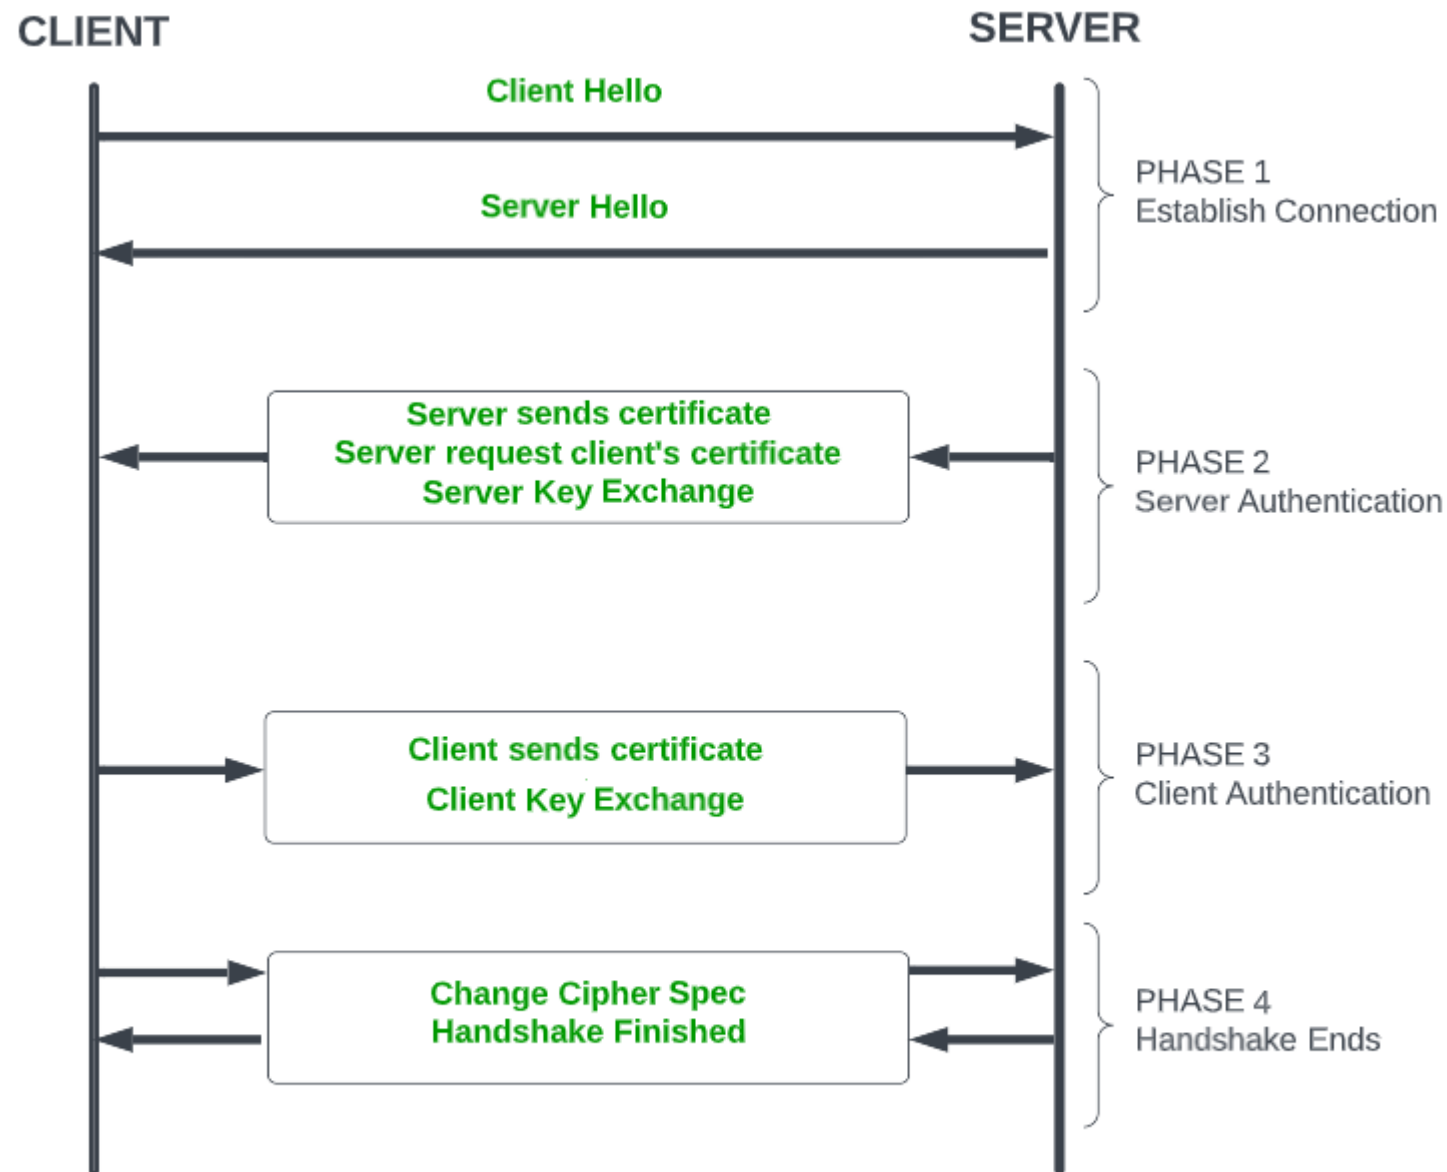 CLIENT
SERVER
Client Hello
Server Hello
PHASE 1
Establish Connection
Server sends certificate
Server request client's certificate
Server Key Exchange
PHASE 2
Server Authentication
Client sends certificate
Client Key Exchange
PHASE 3
Client Authentication
Change Cipher Spec
Handshake Finished
PHASE 4
Handshake Ends